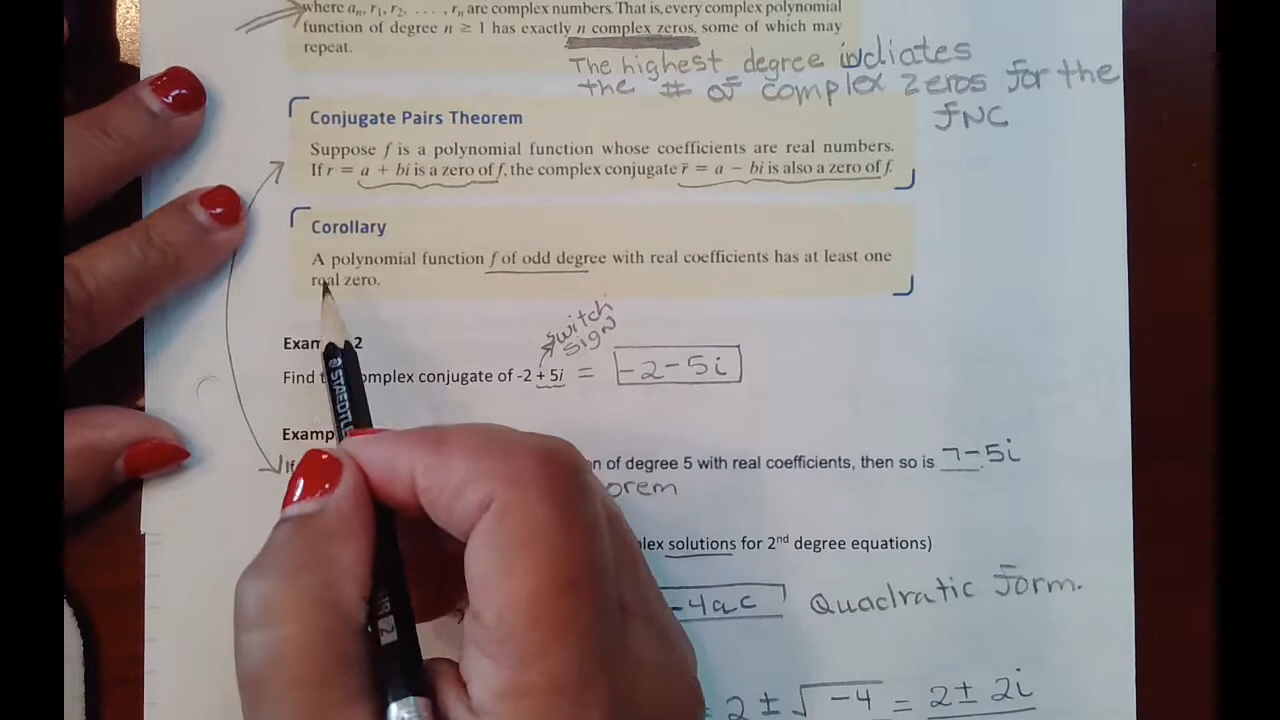 where aₙ, r₁, r₂, . . . , rₙ are complex numbers. That is, every complex polynomial
function of degree n ≥ 1 has exactly n complex zeros, some of which may
repeat.
The highest degree indicates
the # of complex zeros for the
fNC
Conjugate Pairs Theorem
Suppose f is a polynomial function whose coefficients are real numbers.
If r = a + bi is a zero of f, the complex conjugate r̄ = a − bi is also a zero of f.
Corollary
A polynomial function f of odd degree with real coefficients has at least one
real zero.
switch
sign
2
Find complex conjugate of -2 + 5i = -2-5i
If
of degree 5 with real coefficients, then so is 7-5i
solutions for 2nd degree equations)
-4ac Quadratic form.
STAEDTLER
2
= 2 ± √-4 = 2 ± 2i